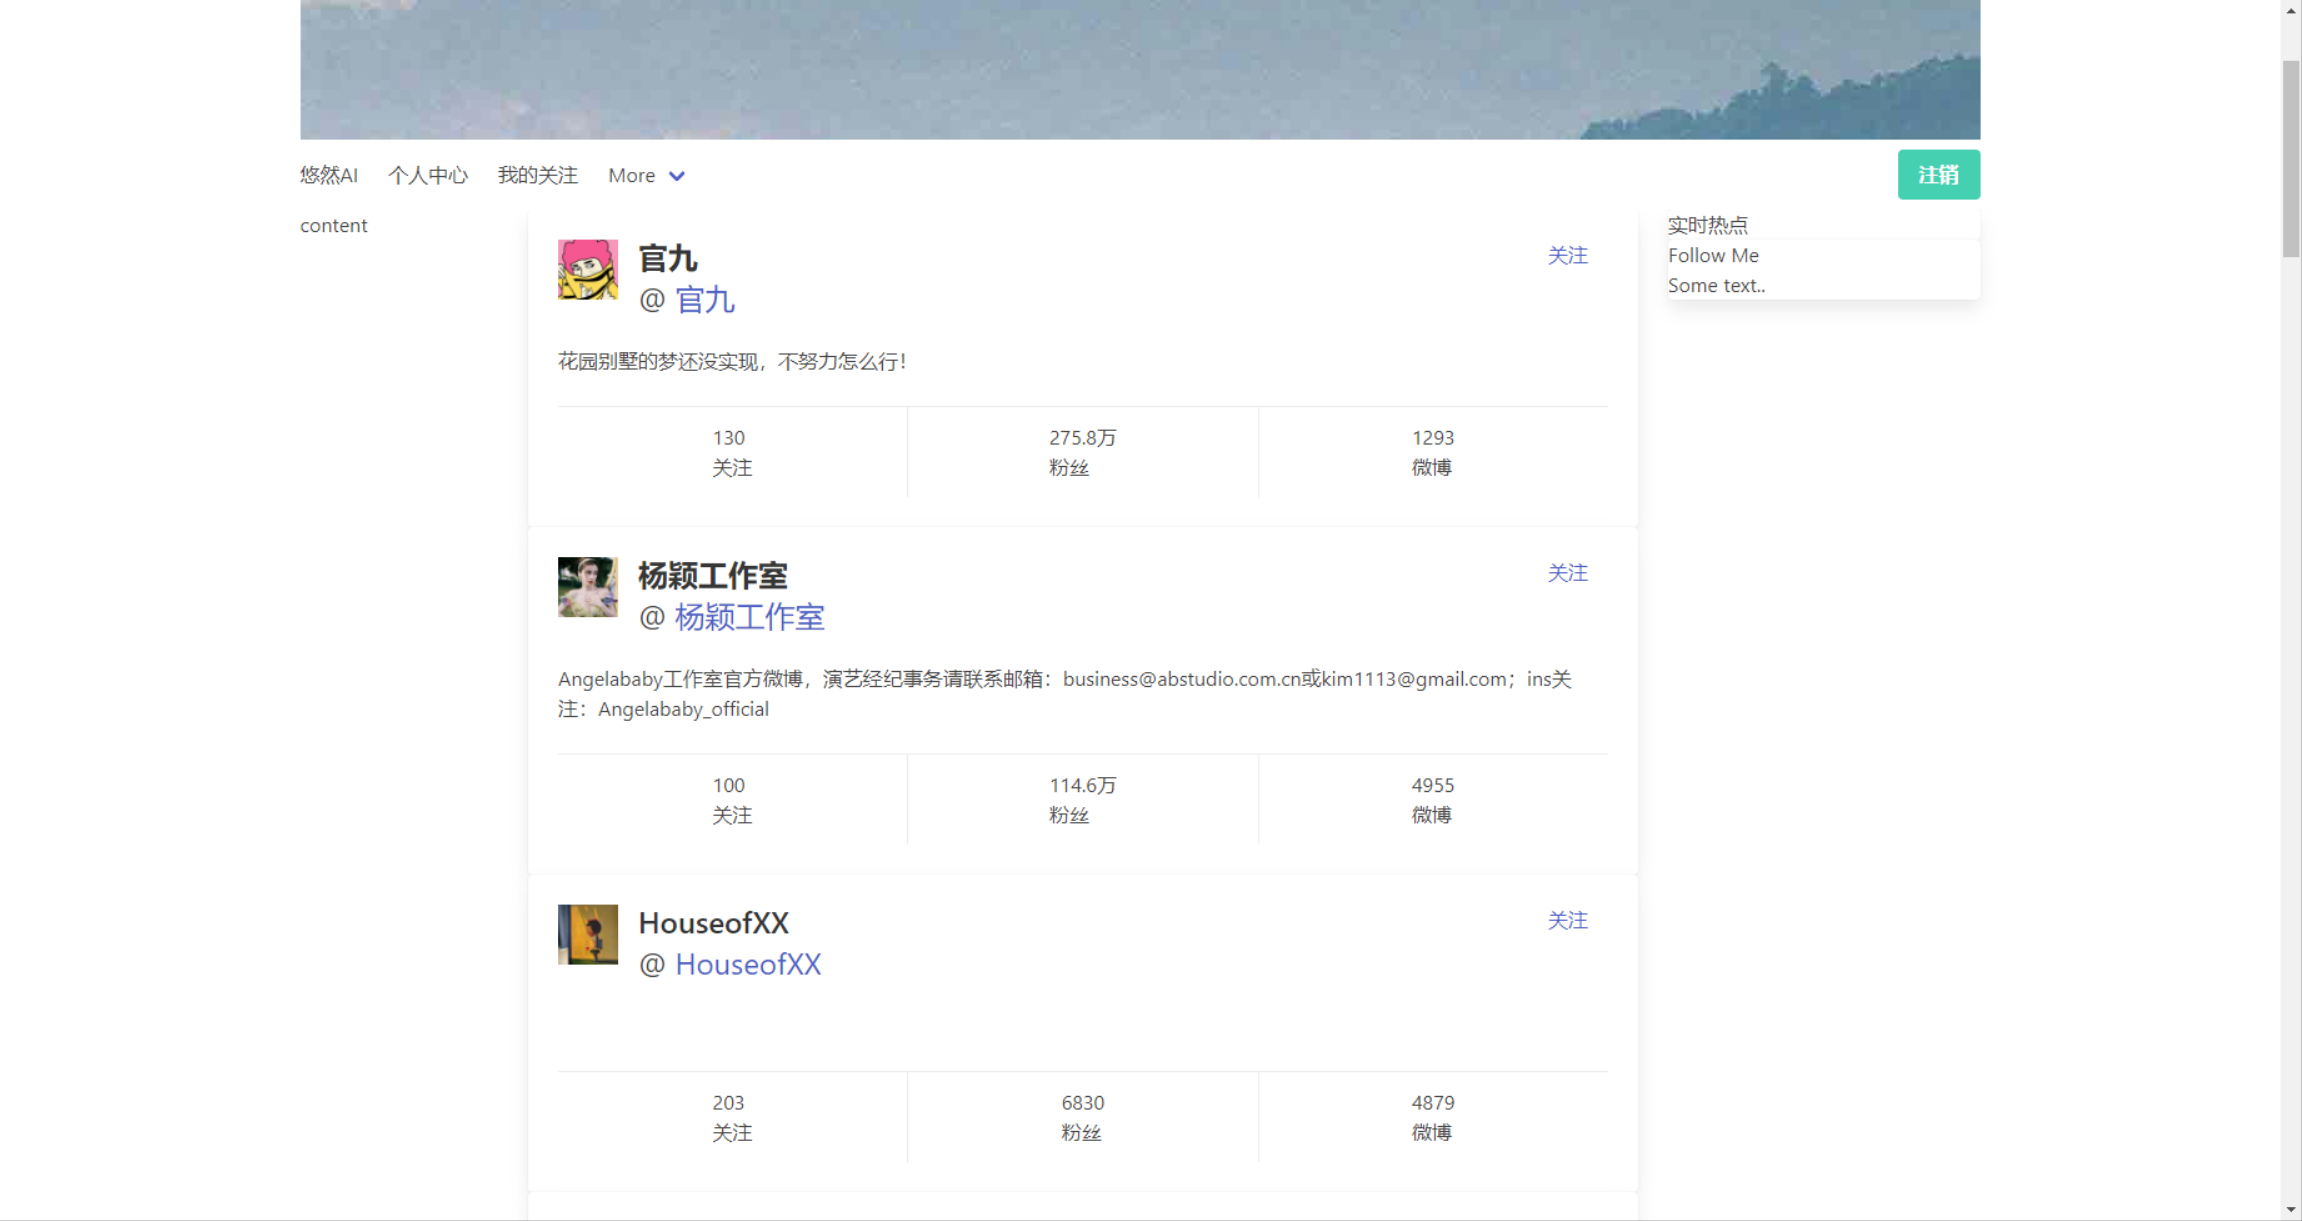 悠然AI 个人中心 我的关注 More 注销
content
官九 关注
@ 官九
花园别墅的梦还没实现，不努力怎么行！
130 275.8万 1293
关注 粉丝 微博
杨颖工作室 关注
@ 杨颖工作室
Angelababy工作室官方微博，演艺经纪事务请联系邮箱：business@abstudio.com.cn或kim1113@gmail.com；ins关
注：Angelababy_official
100 114.6万 4955
关注 粉丝 微博
HouseofXX 关注
@ HouseofXX
203 6830 4879
关注 粉丝 微博
实时热点
Follow Me
Some text..